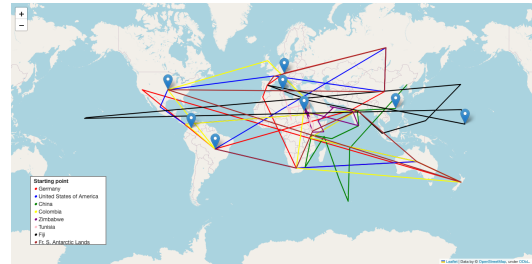 +
−
Starting point
Germany
United States of America
China
Colombia
Zimbabwe
Tunisia
Fiji
Fr. S. Antarctic Lands
Leaflet | Data by © OpenStreetMap, under ODbL